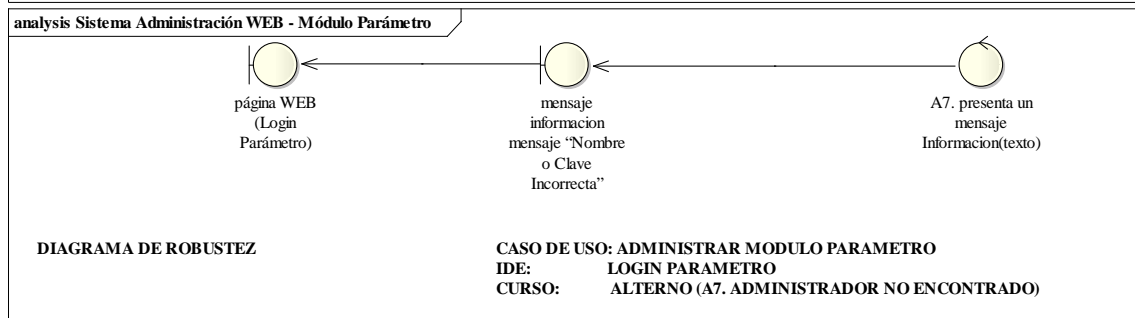 analysis Sistema Administración WEB - Módulo Parámetro
página WEB
(Login
Parámetro)
mensaje
informacion
mensaje “Nombre
o Clave
Incorrecta”
A7. presenta un
mensaje
Informacion(texto)
DIAGRAMA DE ROBUSTEZ
CASO DE USO: ADMINISTRAR MODULO PARAMETRO
IDE: LOGIN PARAMETRO
CURSO: ALTERNO (A7. ADMINISTRADOR NO ENCONTRADO)